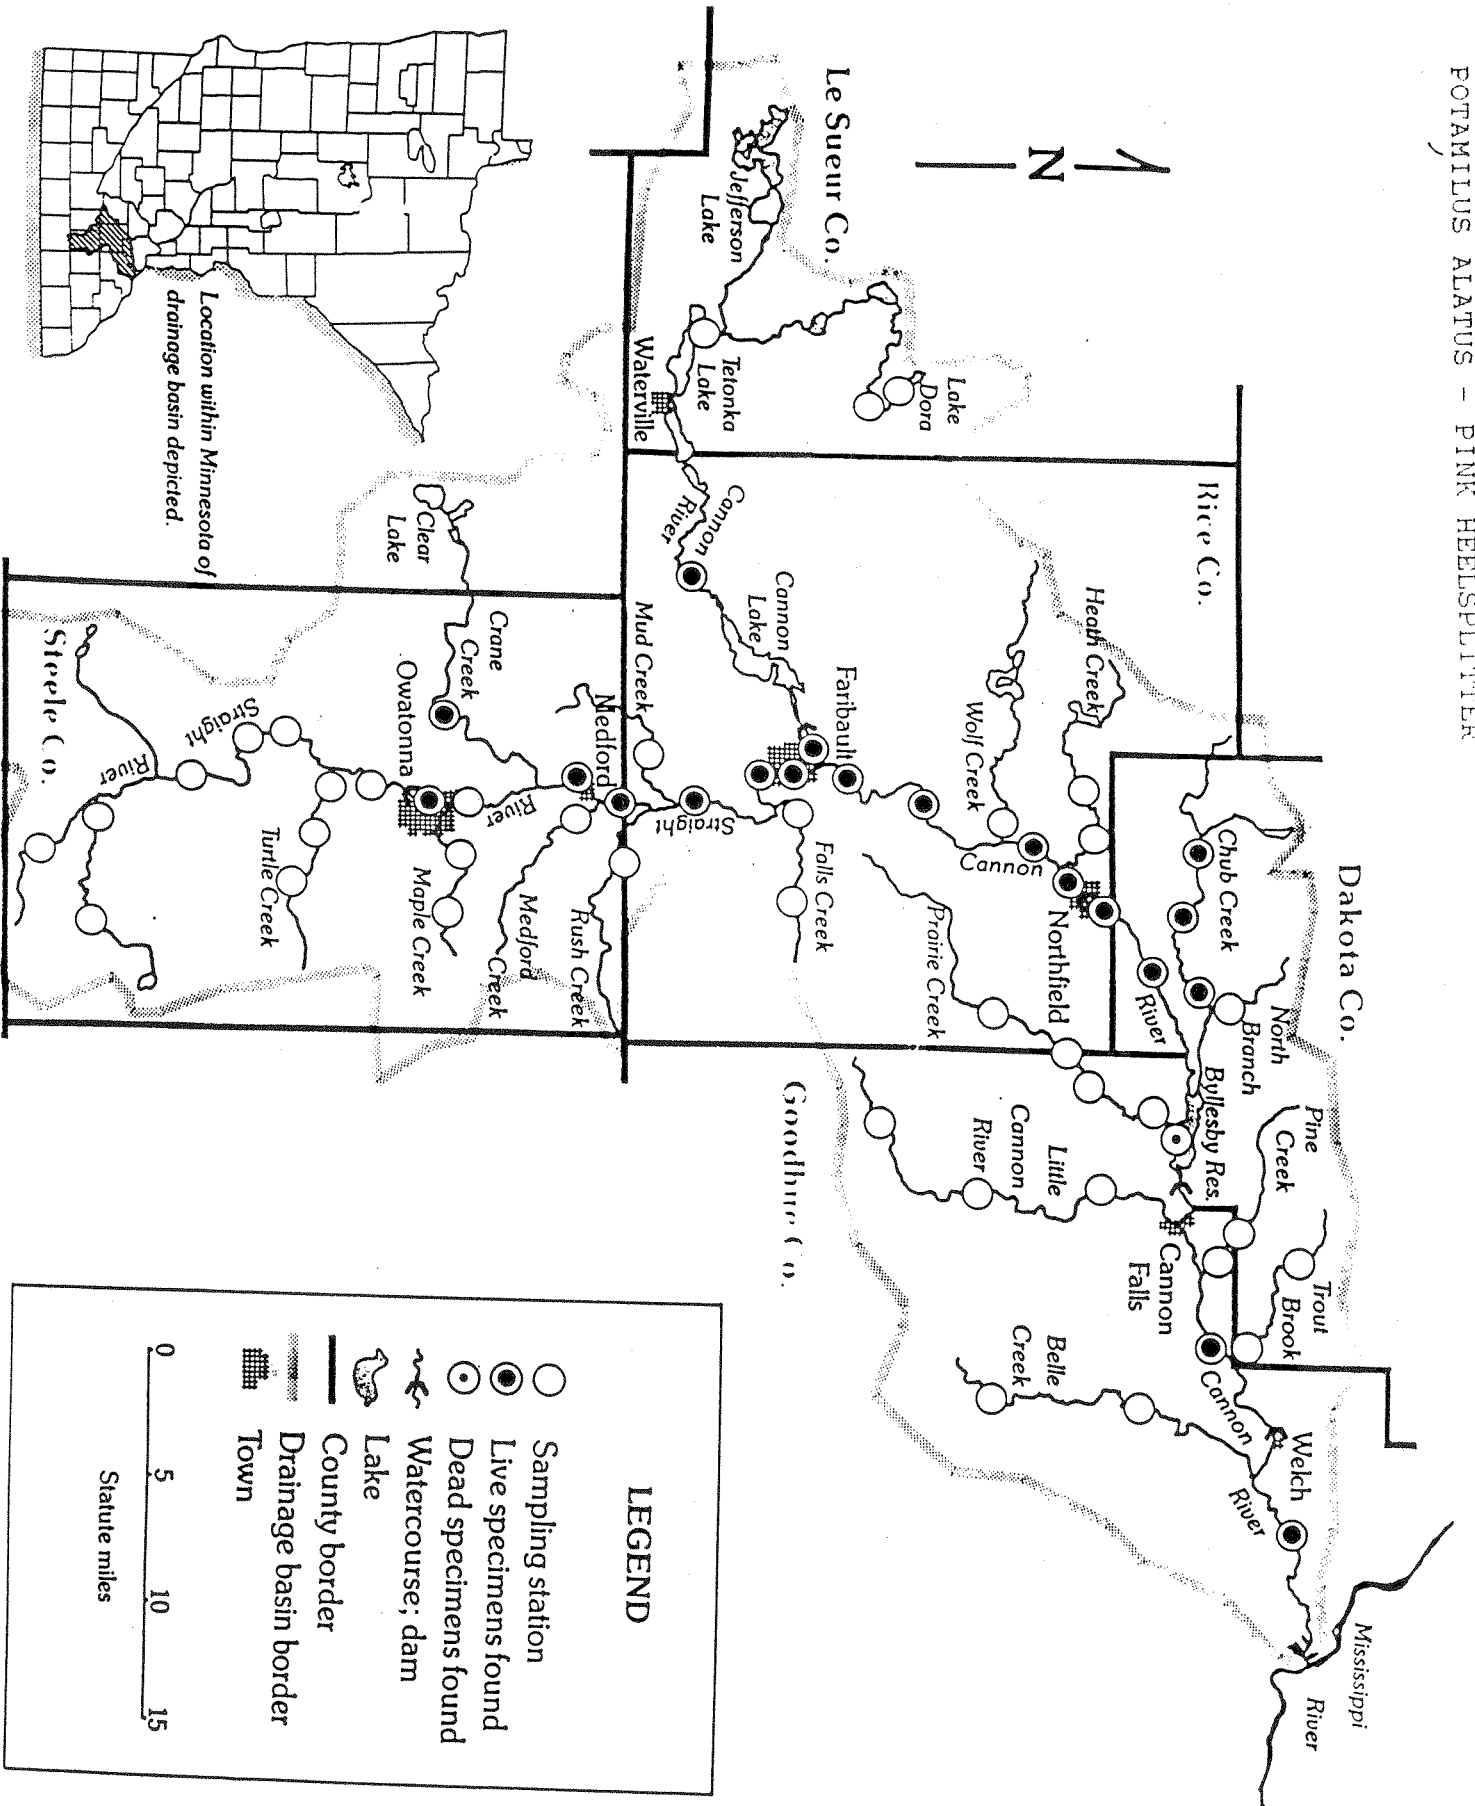 POTAMILUS ALATUS - PINK HEELSPLITTER
N
Le Sueur Co.
Rice Co.
Dakota Co.
Goodhue Co.
Steele Co.
Jefferson
Lake
Tetonka
Lake
Lake
Dora
Waterville
Cannon
River
Cannon
Lake
Faribault
Heath Creek
Wolf Creek
Cannon
Northfield
River
Chub Creek
North
Branch
Byllesby Res.
Pine
Creek
Trout
Brook
Prairie Creek
Little
Cannon
River
Cannon
Falls
Belle
Creek
Cannon
River
Welch
Mississippi
River
Falls Creek
Straight
Mud Creek
Medford
Rush Creek
Medford
Creek
River
Maple Creek
Owatonna
Crane
Creek
Clear
Lake
Turtle Creek
Straight
River
Location within Minnesota of
drainage basin depicted.
LEGEND
Sampling station
Live specimens found
Dead specimens found
Watercourse; dam
Lake
County border
Drainage basin border
Town
0 5 10 15
Statute miles